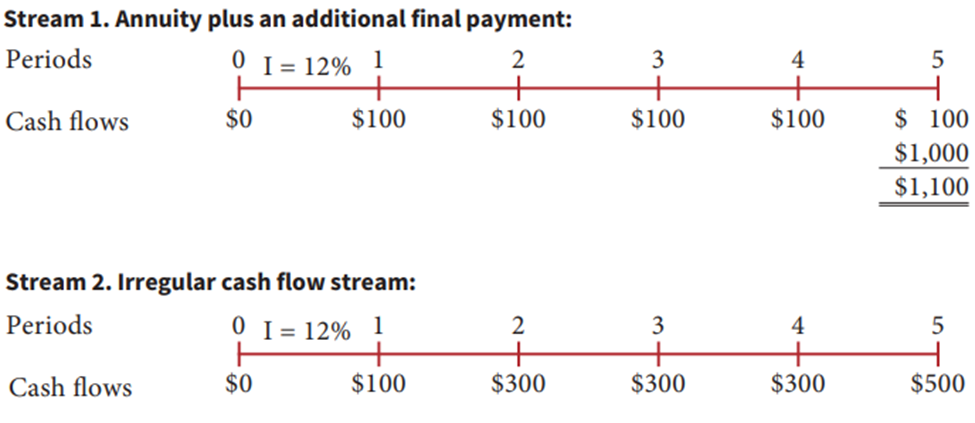 Stream 1. Annuity plus an additional final payment:
Periods 0 I = 12% 1 2 3 4 5
Cash flows $0 $100 $100 $100 $100 $ 100
$1,000
$1,100
Stream 2. Irregular cash flow stream:
Periods 0 I = 12% 1 2 3 4 5
Cash flows $0 $100 $300 $300 $300 $500